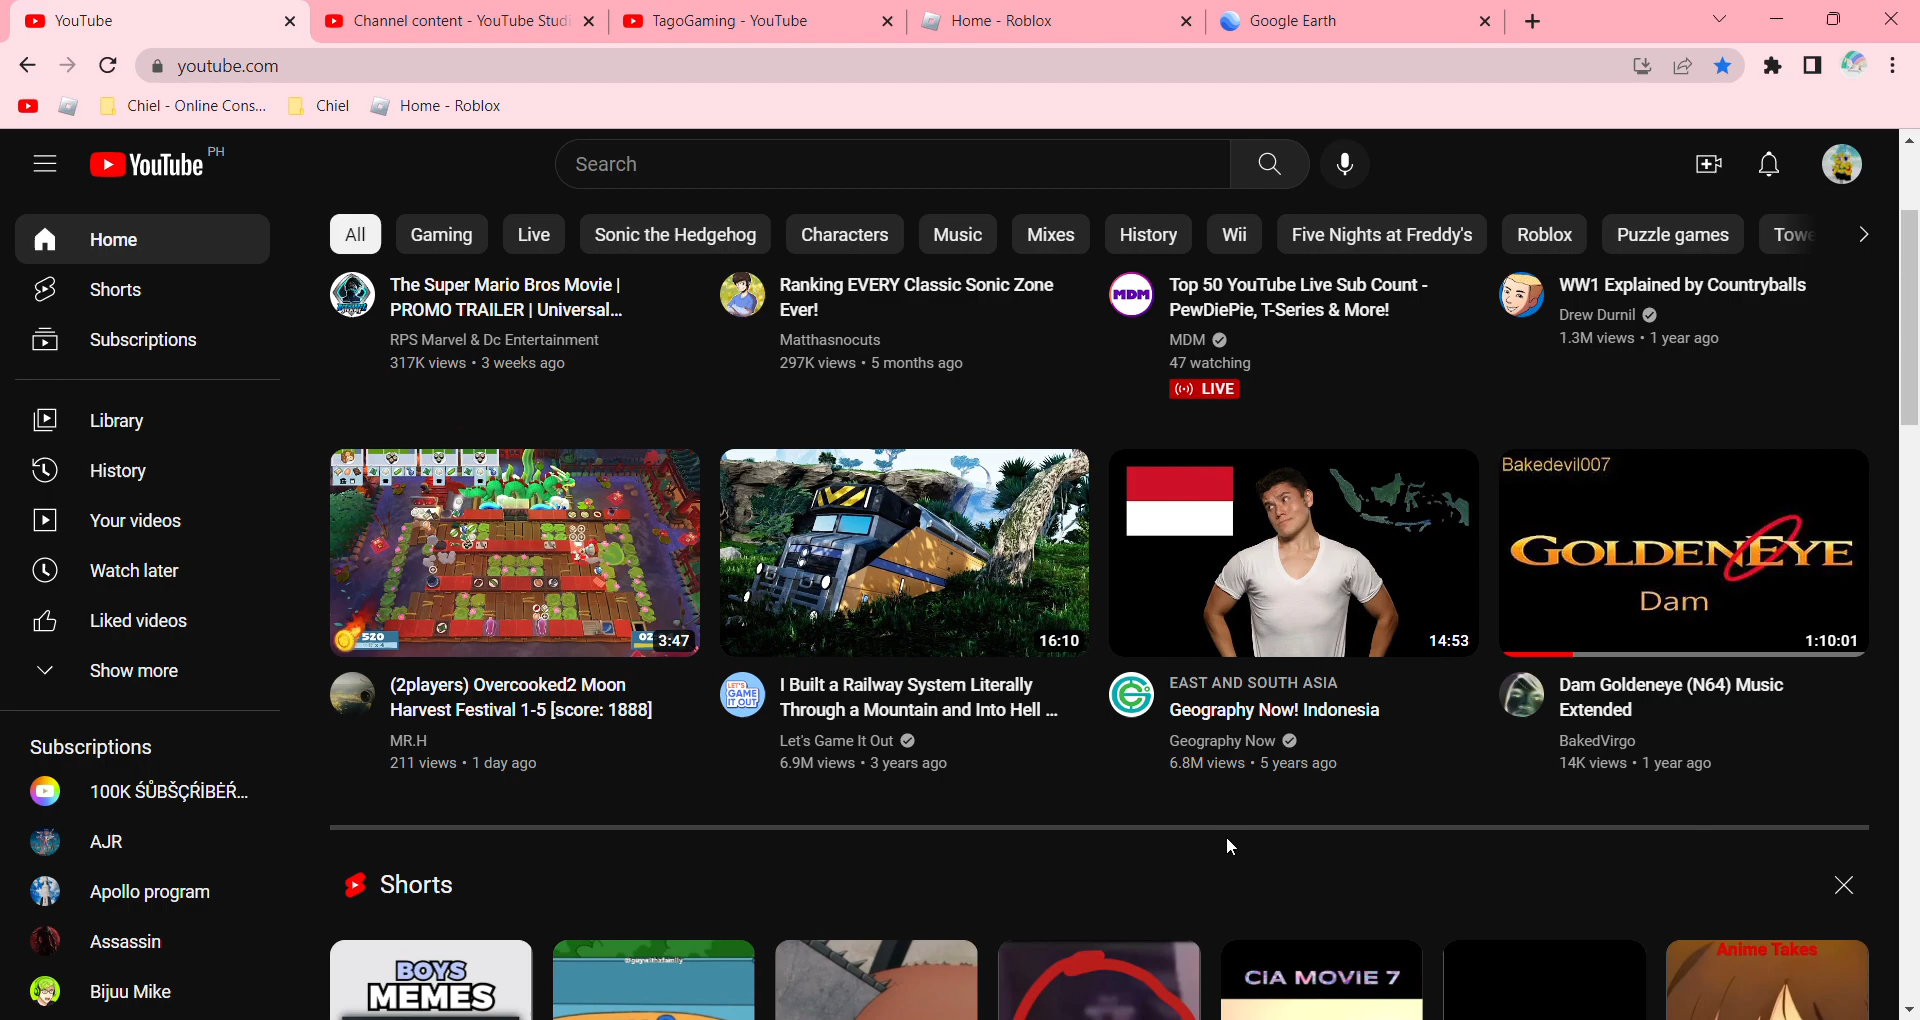 YouTube
Channel content - YouTube Studi
TagoGaming - YouTube
Home - Roblox
Google Earth
youtube.com
Chiel - Online Cons...
Chiel
Home - Roblox
YouTube PH
Search
Home
Shorts
Subscriptions
Library
History
Your videos
Watch later
Liked videos
Show more
Subscriptions
100K ŚŮBŠÇŔÍBĖŔ...
AJR
Apollo program
Assassin
Bijuu Mike
All
Gaming
Live
Sonic the Hedgehog
Characters
Music
Mixes
History
Wii
Five Nights at Freddy's
Roblox
Puzzle games
Towe
The Super Mario Bros Movie |
PROMO TRAILER | Universal...
RPS Marvel & Dc Entertainment
317K views • 3 weeks ago
Ranking EVERY Classic Sonic Zone
Ever!
Matthasnocuts
297K views • 5 months ago
MDM
Top 50 YouTube Live Sub Count -
PewDiePie, T-Series & More!
MDM
47 watching
LIVE
WW1 Explained by Countryballs
Drew Durnil
1.3M views • 1 year ago
520
3:47
(2players) Overcooked2 Moon
Harvest Festival 1-5 [score: 1888]
MR.H
211 views • 1 day ago
16:10
LET'S
GAME
IT OUT
I Built a Railway System Literally
Through a Mountain and Into Hell ...
Let's Game It Out
6.9M views • 3 years ago
14:53
EAST AND SOUTH ASIA
Geography Now! Indonesia
Geography Now
6.8M views • 5 years ago
Bakedevil007
GOLDENEYE
Dam
1:10:01
Dam Goldeneye (N64) Music
Extended
BakedVirgo
14K views • 1 year ago
Shorts
BOYS
MEMES
CIA MOVIE 7
Anime Takes